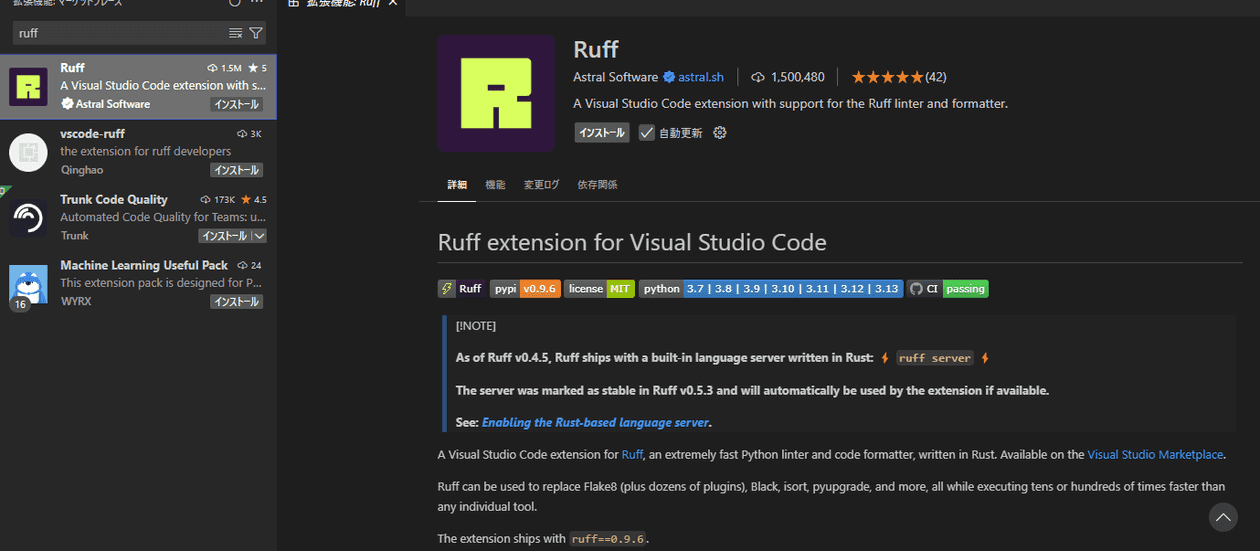 拡張機能: マーケットプレース
拡張機能: Ruff
ruff
Ruff 1.5M ★ 5
A Visual Studio Code extension with s...
Astral Software インストール
vscode-ruff 3K
the extension for ruff developers
Qinghao インストール
Trunk Code Quality 173K ★ 4.5
Automated Code Quality for Teams: u...
Trunk インストール
Machine Learning Useful Pack 24
This extension pack is designed for P...
WYRX インストール
16
Ruff
Astral Software astral.sh 1,500,480 ★★★★★(42)
A Visual Studio Code extension with support for the Ruff linter and formatter.
インストール 自動更新
詳細 機能 変更ログ 依存関係
Ruff extension for Visual Studio Code
Ruff pypi v0.9.6 license MIT python 3.7 | 3.8 | 3.9 | 3.10 | 3.11 | 3.12 | 3.13 CI passing
[!NOTE]
As of Ruff v0.4.5, Ruff ships with a built-in language server written in Rust: ⚡ ruff server ⚡
The server was marked as stable in Ruff v0.5.3 and will automatically be used by the extension if available.
See: Enabling the Rust-based language server.
A Visual Studio Code extension for Ruff, an extremely fast Python linter and code formatter, written in Rust. Available on the Visual Studio Marketplace.
Ruff can be used to replace Flake8 (plus dozens of plugins), Black, isort, pyupgrade, and more, all while executing tens or hundreds of times faster than
any individual tool.
The extension ships with ruff==0.9.6.